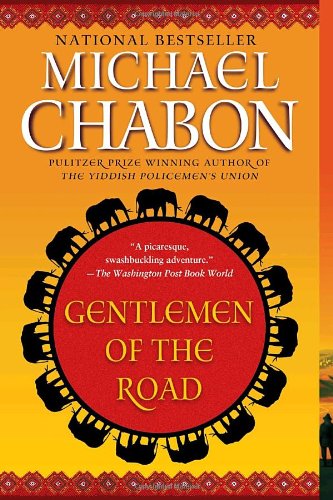 NATIONAL BESTSELLER
MICHAEL
CHABON
PULITZER PRIZE WINNING AUTHOR OF
THE YIDDISH POLICEMEN'S UNION
"A picaresque,
swashbuckling adventure."
—The Washington Post Book World
GENTLEMEN
OF THE
ROAD